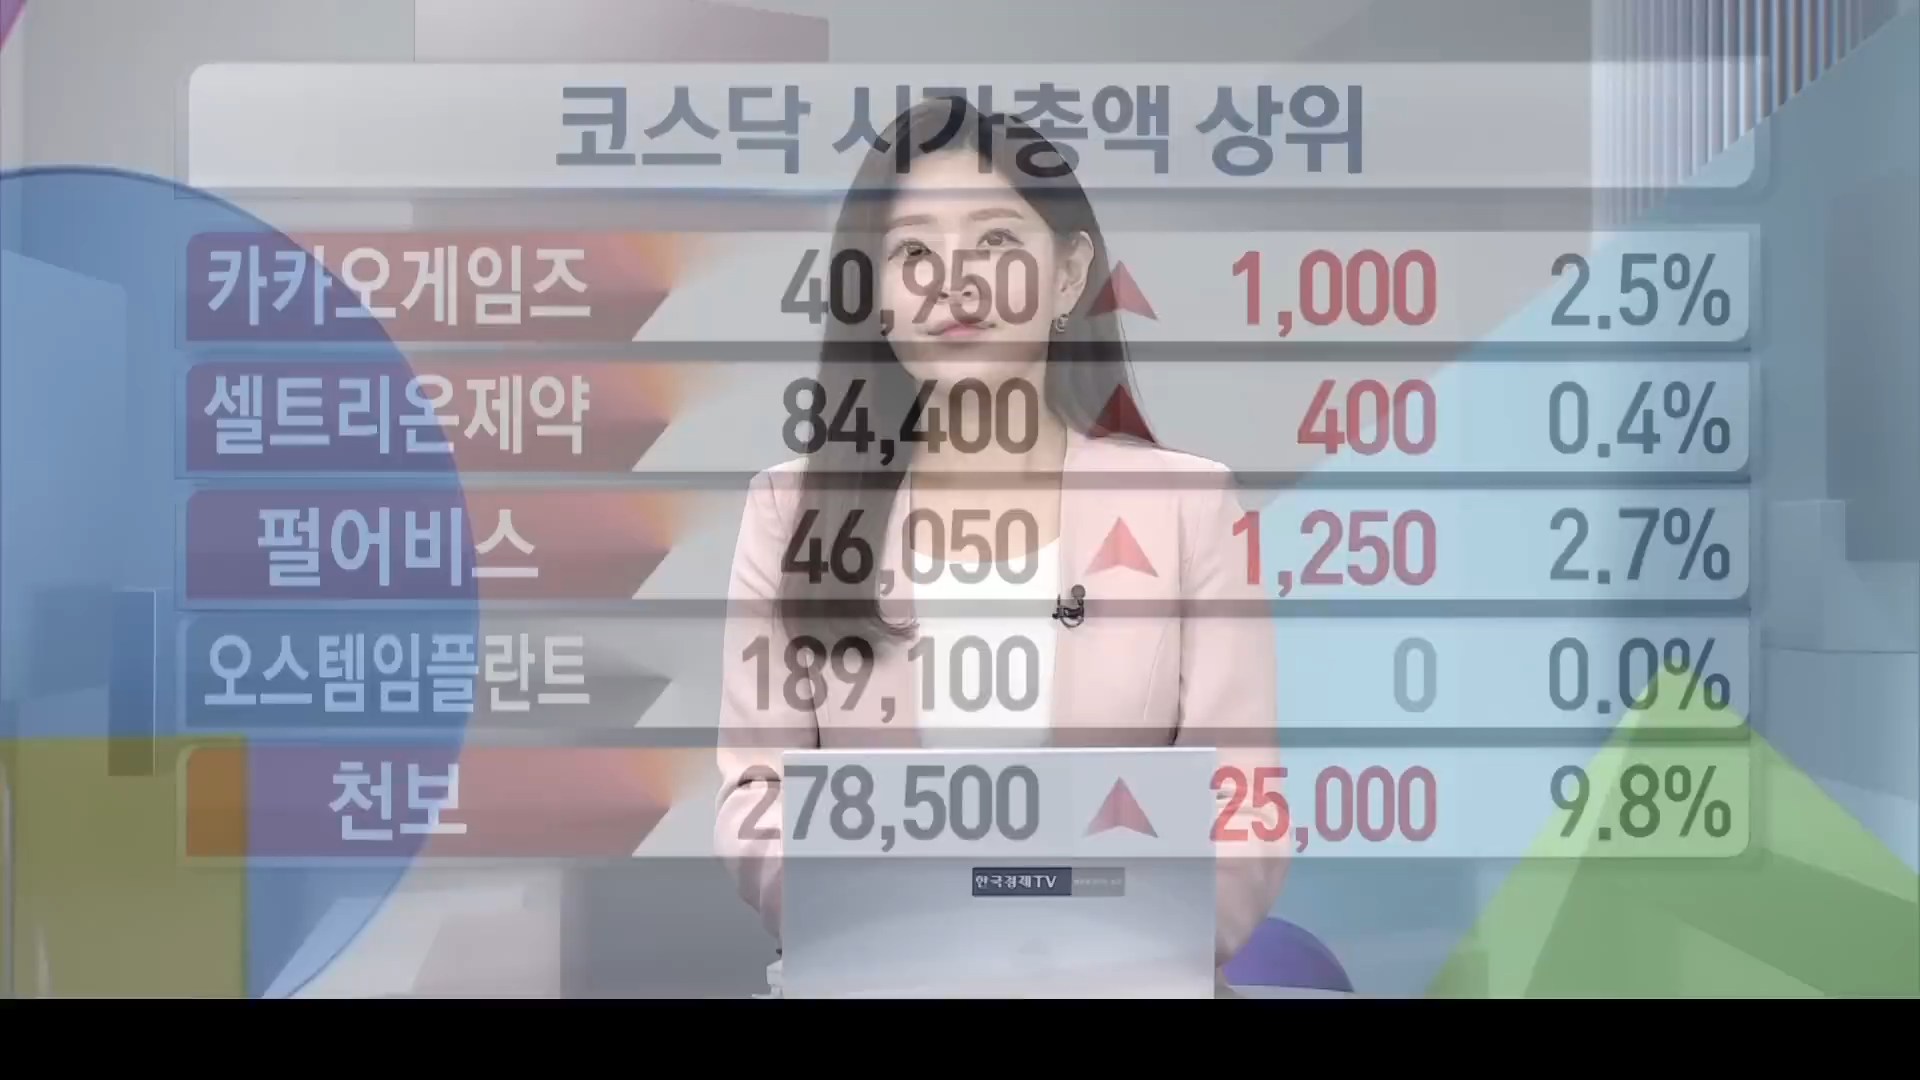 코스닥 시가총액 상위
카카오게임즈 40,950 ▲ 1,000 2.5%
셀트리온제약 84,400 ▲ 400 0.4%
펄어비스 46,050 ▲ 1,250 2.7%
오스템임플란트 189,100 0 0.0%
천보 278,500 ▲ 25,000 9.8%
한국경제TV